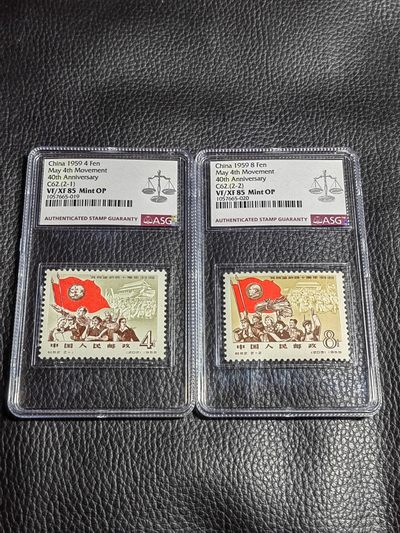 China 1959 4 Fen
May 4th Movement
40th Anniversary
C62.(2-1)
VF/XF 85 Mint OP
1057665-019
AUTHENTICATED STAMP GUARANTY
ASG
4
中国人民邮政
China 1959 8 Fen
May 4th Movement
40th Anniversary
C62.(2-2)
VF/XF 85 Mint OP
1057665-020
AUTHENTICATED STAMP GUARANTY
ASG
8
中国人民邮政